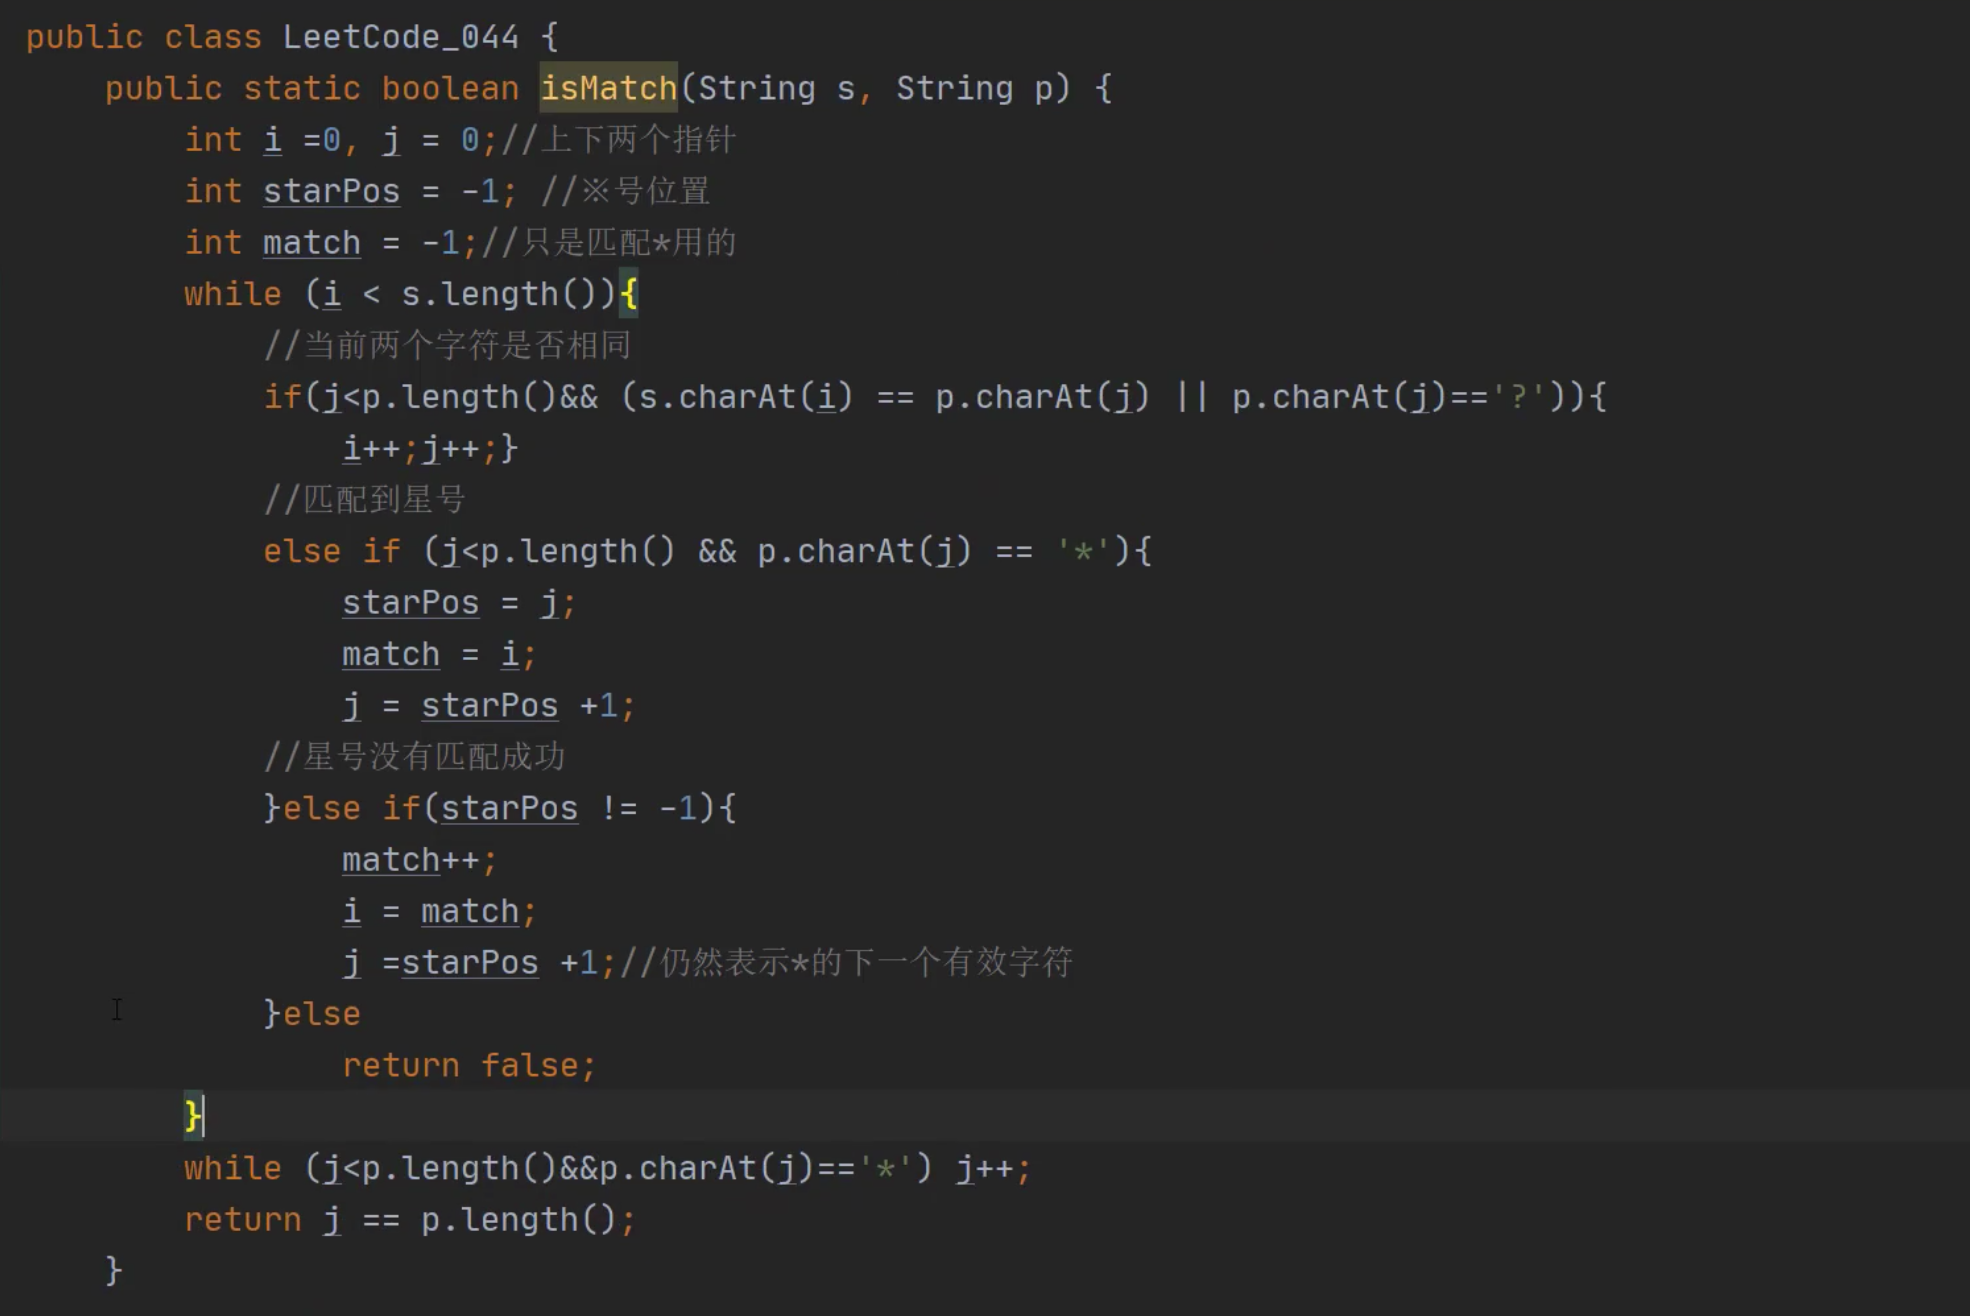 public class LeetCode_044 {
public static boolean isMatch(String s, String p) {
int i =0, j = 0;//上下两个指针
int starPos = -1; //※号位置
int match = -1;//只是匹配*用的
while (i < s.length()){
//当前两个字符是否相同
if(j<p.length()&& (s.charAt(i) == p.charAt(j) || p.charAt(j)=='?')){
i++;j++;}
//匹配到星号
else if (j<p.length() && p.charAt(j) == '*'){
starPos = j;
match = i;
j = starPos +1;
//星号没有匹配成功
}else if(starPos != -1){
match++;
i = match;
j =starPos +1;//仍然表示*的下一个有效字符
}else
return false;
}
while (j<p.length()&&p.charAt(j)=='*') j++;
return j == p.length();
}